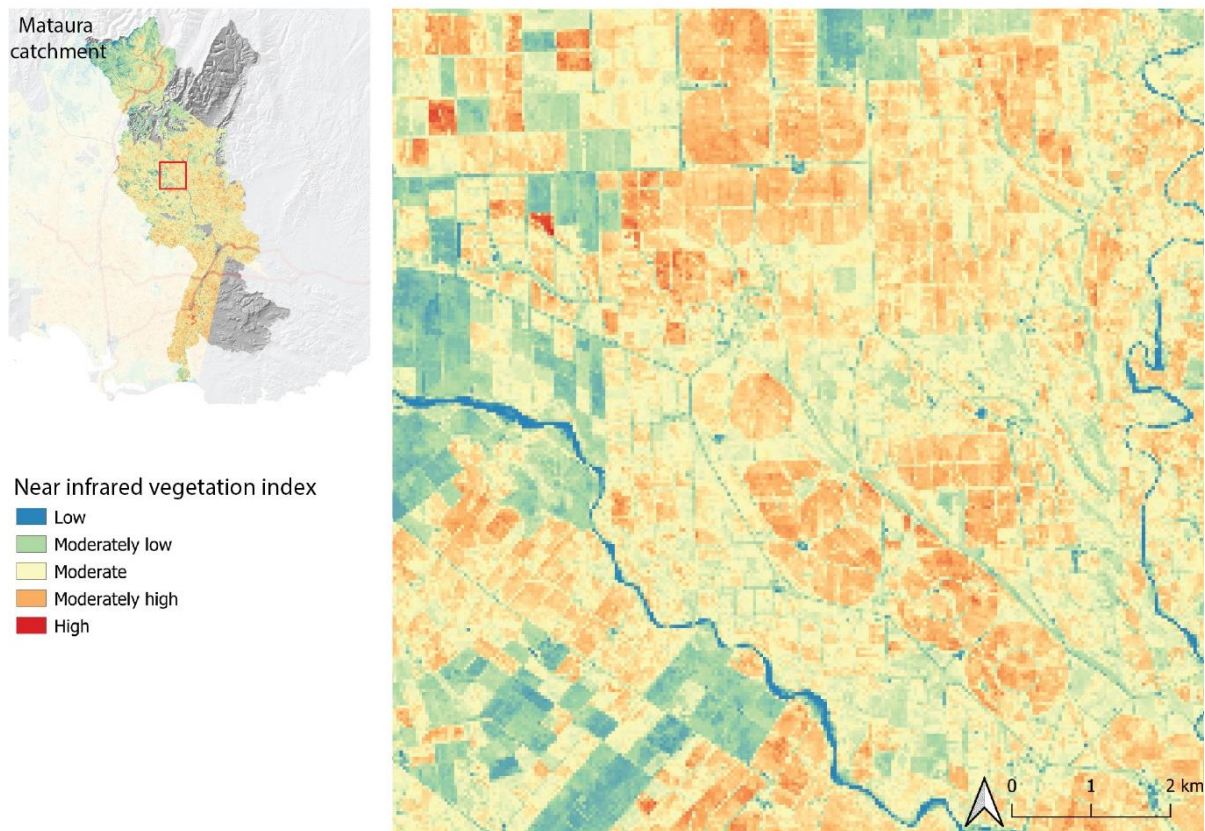 Mataura
catchment
Near infrared vegetation index
Low
Moderately low
Moderate
Moderately high
High
0 1 2 km